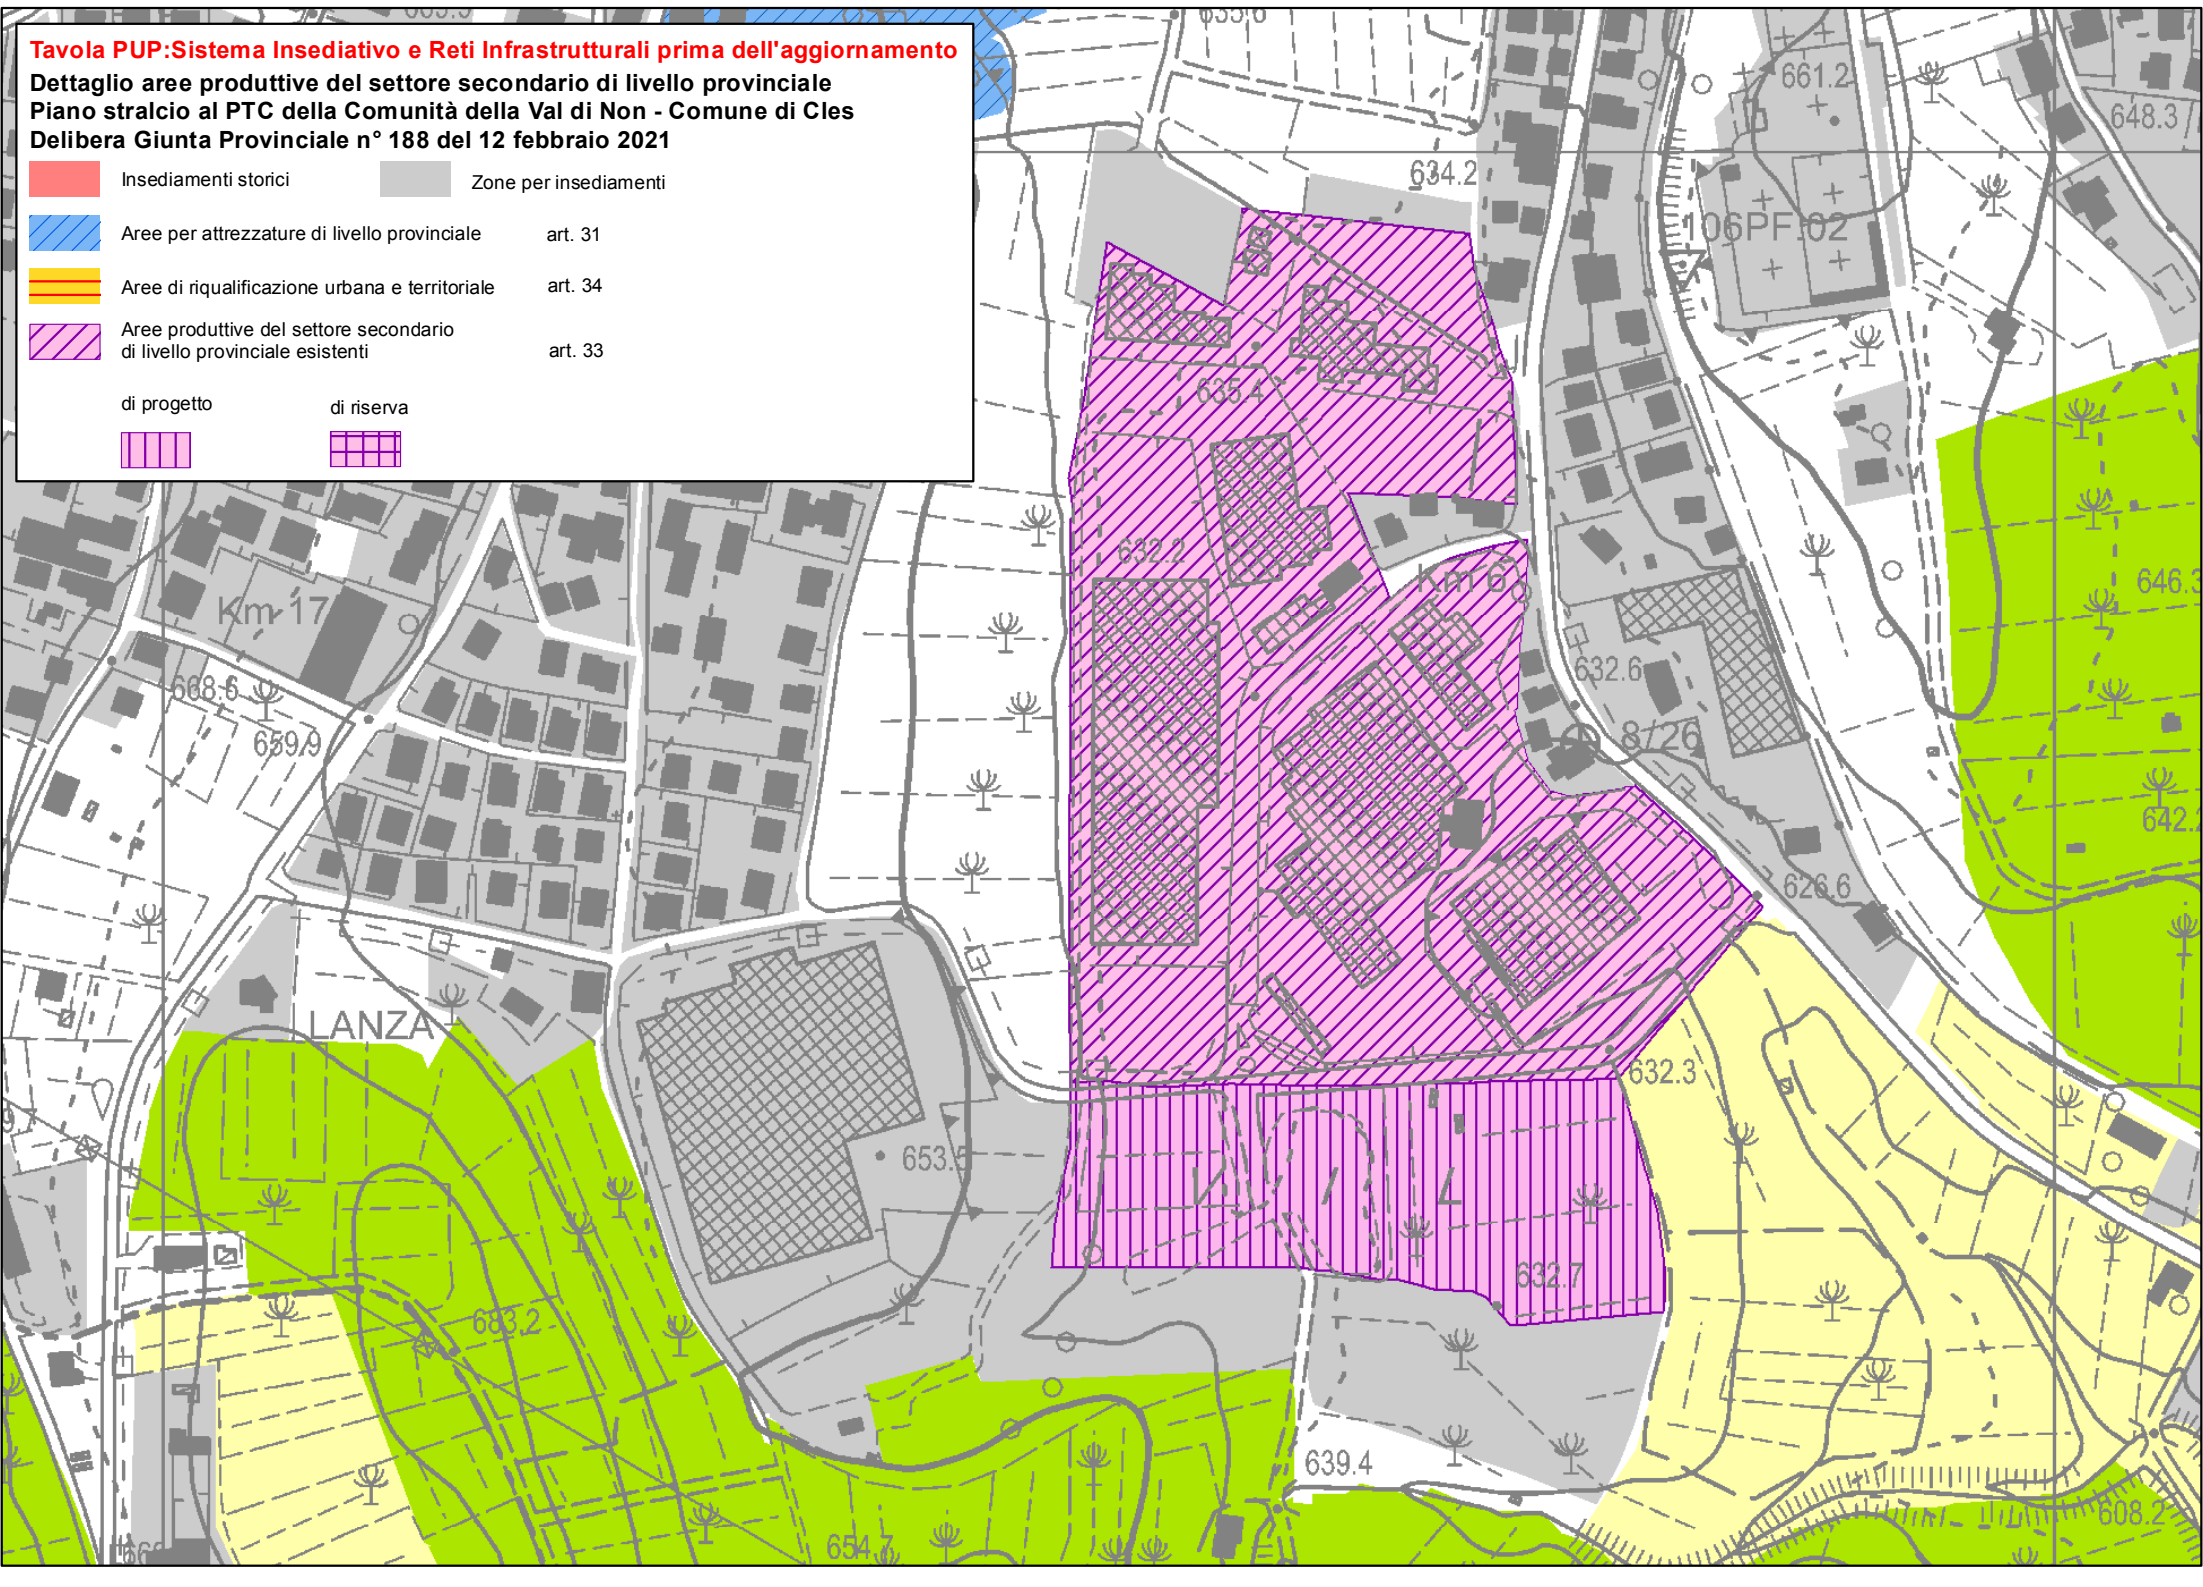 Tavola PUP:Sistema Insediativo e Reti Infrastrutturali prima dell'aggiornamento
Dettaglio aree produttive del settore secondario di livello provinciale
Piano stralcio al PTC della Comunità della Val di Non - Comune di Cles
Delibera Giunta Provinciale n° 188 del 12 febbraio 2021
Insediamenti storici
Zone per insediamenti
Aree per attrezzature di livello provinciale art. 31
Aree di riqualificazione urbana e territoriale art. 34
Aree produttive del settore secondario
di livello provinciale esistenti art. 33
di progetto
di riserva
661.2
648.3
634.2
106PF.02
635.4
632.2
Km 6
646.3
Km 17
632.6
668.6
659.9
8/26
642.2
626.6
LANZA
632.3
653.5
632.7
683.2
639.4
608.2
654.7